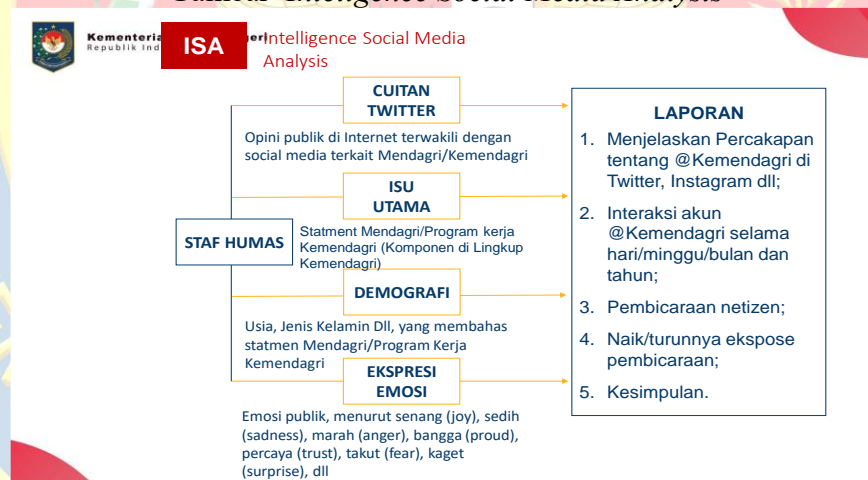 Intelligence Social Media Analysis
Kementeria
geri
Republik Ind
ISA
Intelligence Social Media
Analysis
CUITAN
TWITTER
Opini publik di Internet terwakili dengan
social media terkait Mendagri/Kemendagri
ISU
UTAMA
STAF HUMAS
Statment Mendagri/Program kerja
Kemendagri (Komponen di Lingkup
Kemendagri)
DEMOGRAFI
Usia, Jenis Kelamin Dll, yang membahas
statmen Mendagri/Program Kerja
Kemendagri
EKSPRESI
EMOSI
Emosi publik, menurut senang (joy), sedih
(sadness), marah (anger), bangga (proud),
percaya (trust), takut (fear), kaget
(surprise), dll
LAPORAN
1. Menjelaskan Percakapan
tentang @Kemendagri di
Twitter, Instagram dll;
2. Interaksi akun
@Kemendagri selama
hari/minggu/bulan dan
tahun;
3. Pembicaraan netizen;
4. Naik/turunnya ekspose
pembicaraan;
5. Kesimpulan.